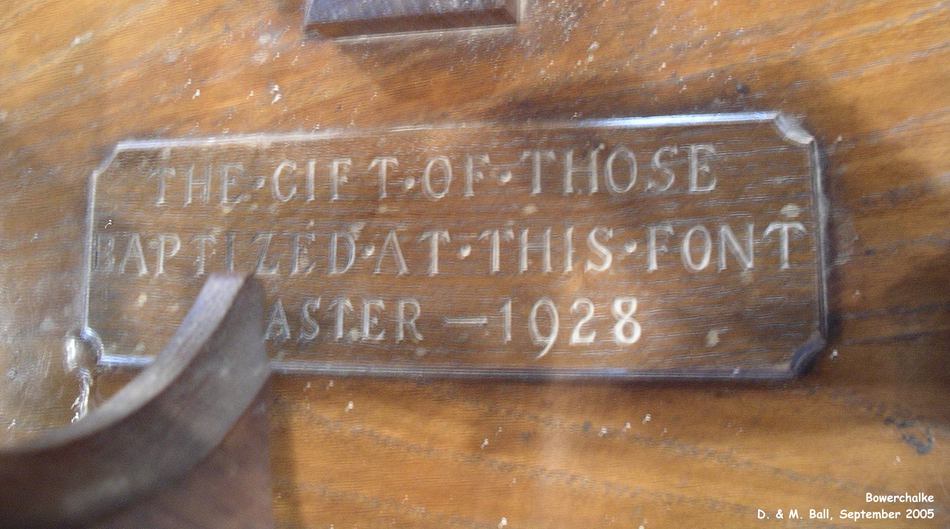 THE·GIFT·OF·THOSE
BAPTIZED·AT·THIS·FONT
ASTER — 1928
Bowerchalke
D. & M. Ball, September 2005